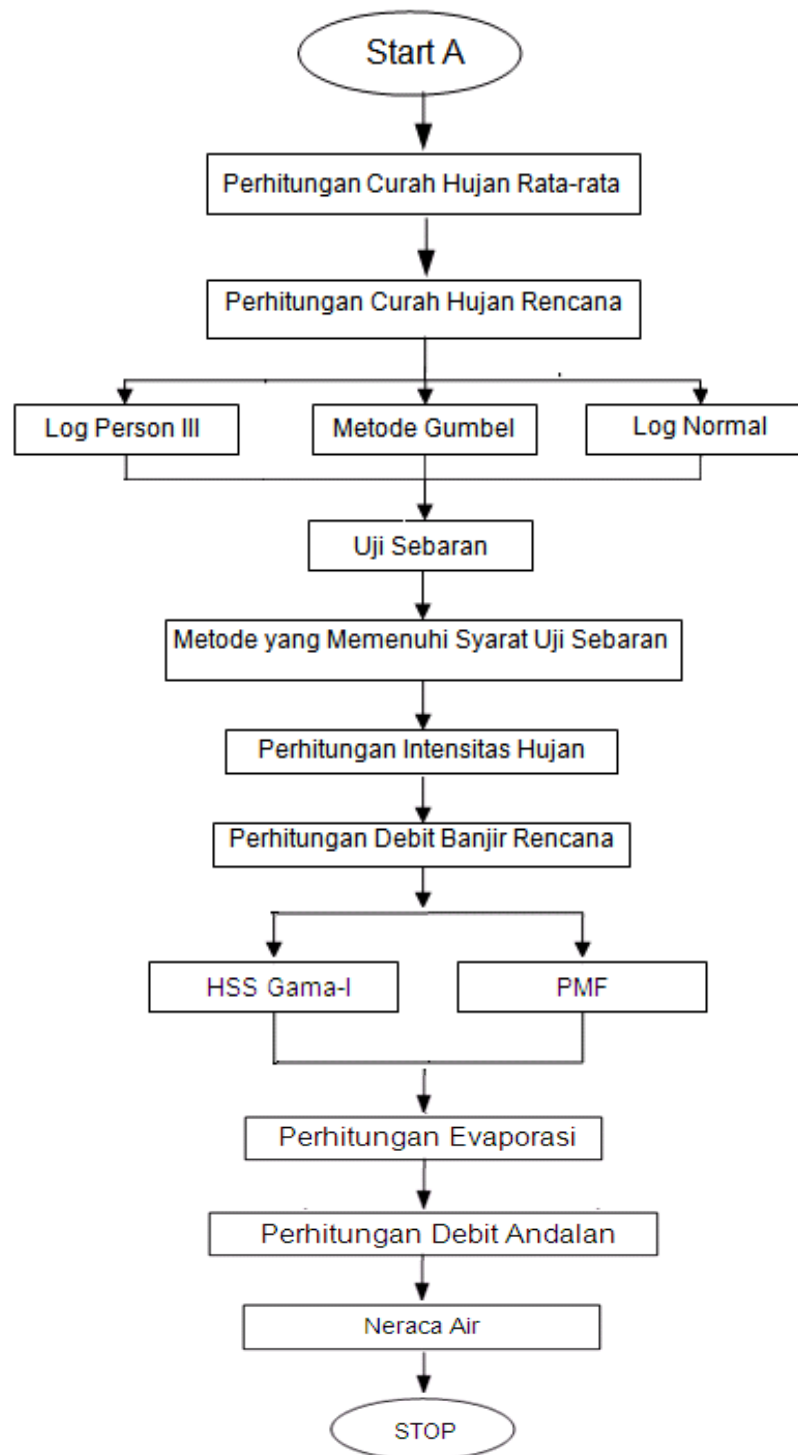 Start A
Perhitungan Curah Hujan Rata-rata
Perhitungan Curah Hujan Rencana
Log Person III
Metode Gumbel
Log Normal
Uji Sebaran
Metode yang Memenuhi Syarat Uji Sebaran
Perhitungan Intensitas Hujan
Perhitungan Debit Banjir Rencana
HSS Gama-I
PMF
Perhitungan Evaporasi
Perhitungan Debit Andalan
Neraca Air
STOP